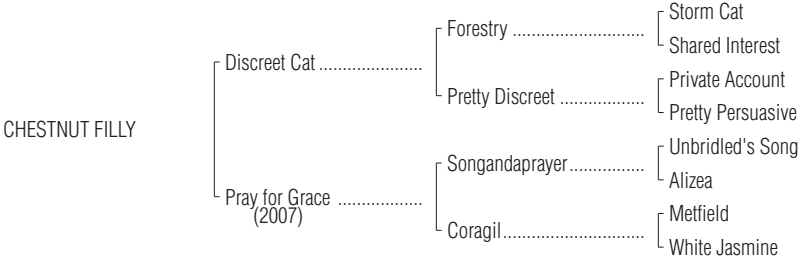 Storm Cat
Forestry ............................
Shared Interest
Discreet Cat ......................
Private Account
Pretty Discreet ..................
Pretty Persuasive
CHESTNUT FILLY
Unbridled's Song
Songandaprayer................
Alizea
Pray for Grace ..................
(2007)
Metfield
Coragil..............................
White Jasmine